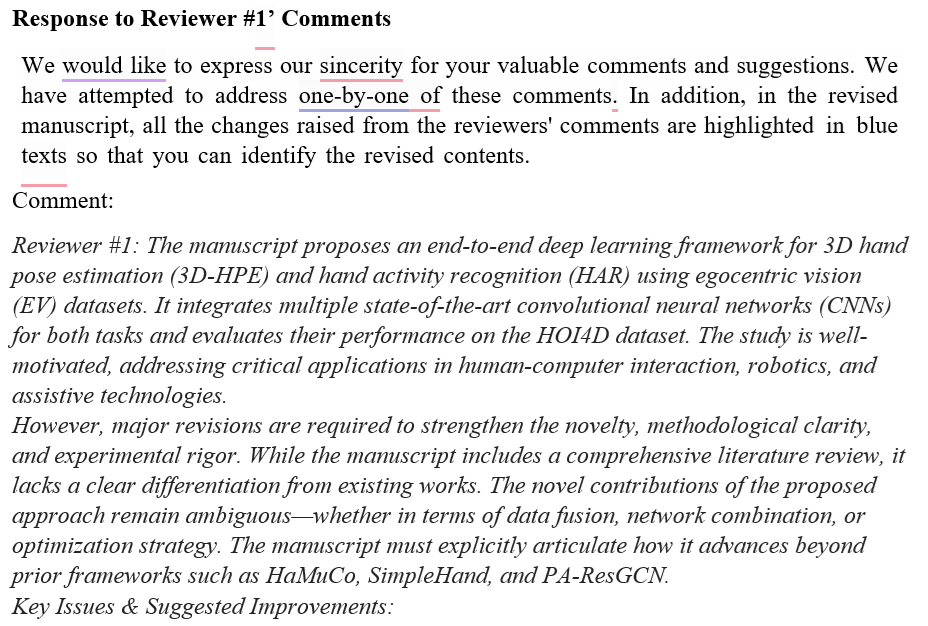 Response to Reviewer #1’ Comments
We would like to express our sincerity for your valuable comments and suggestions. We
have attempted to address one-by-one of these comments. In addition, in the revised
manuscript, all the changes raised from the reviewers' comments are highlighted in blue
texts so that you can identify the revised contents.
Comment:
Reviewer #1: The manuscript proposes an end-to-end deep learning framework for 3D hand
pose estimation (3D-HPE) and hand activity recognition (HAR) using egocentric vision
(EV) datasets. It integrates multiple state-of-the-art convolutional neural networks (CNNs)
for both tasks and evaluates their performance on the HOI4D dataset. The study is well-
motivated, addressing critical applications in human-computer interaction, robotics, and
assistive technologies.
However, major revisions are required to strengthen the novelty, methodological clarity,
and experimental rigor. While the manuscript includes a comprehensive literature review, it
lacks a clear differentiation from existing works. The novel contributions of the proposed
approach remain ambiguous—whether in terms of data fusion, network combination, or
optimization strategy. The manuscript must explicitly articulate how it advances beyond
prior frameworks such as HaMuCo, SimpleHand, and PA-ResGCN.
Key Issues & Suggested Improvements: